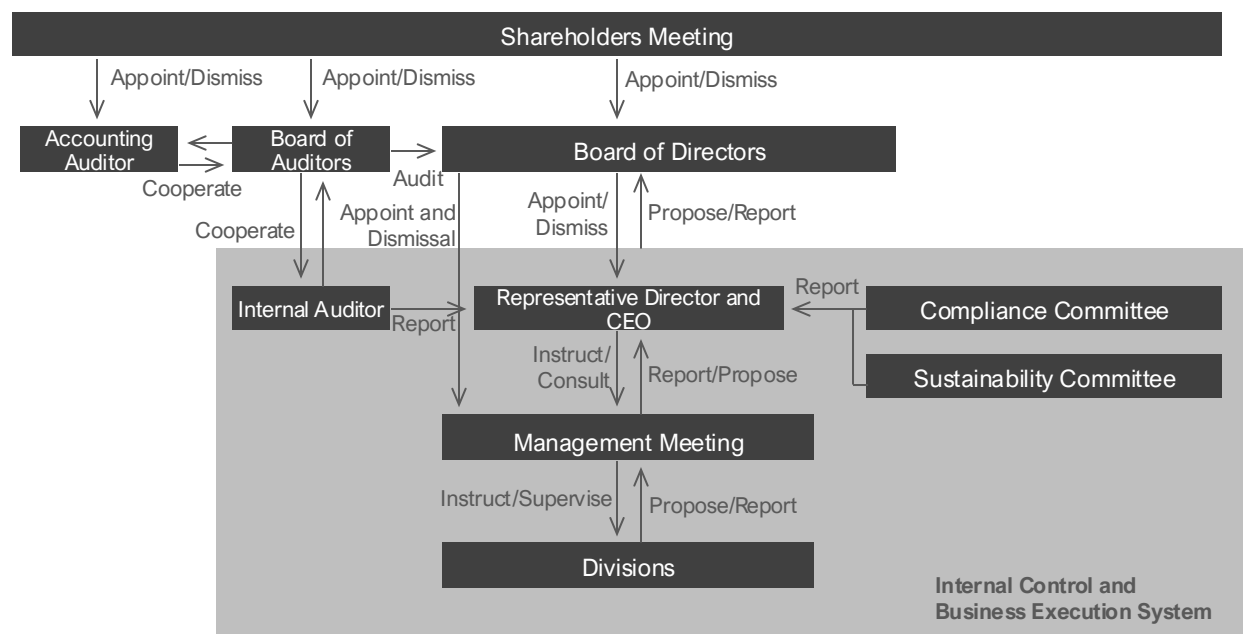 Shareholders Meeting
Appoint/Dismiss
Appoint/Dismiss
Appoint/Dismiss
Accounting
Auditor
Board of
Auditors
Board of Directors
Cooperate
Audit
Cooperate
Appoint and
Dismissal
Appoint/
Dismiss
Propose/Report
Internal Auditor
Report
Representative Director and
CEO
Report
Compliance Committee
Sustainability Committee
Instruct/
Consult
Report/Propose
Management Meeting
Instruct/Supervise
Propose/Report
Divisions
Internal Control and
Business Execution System